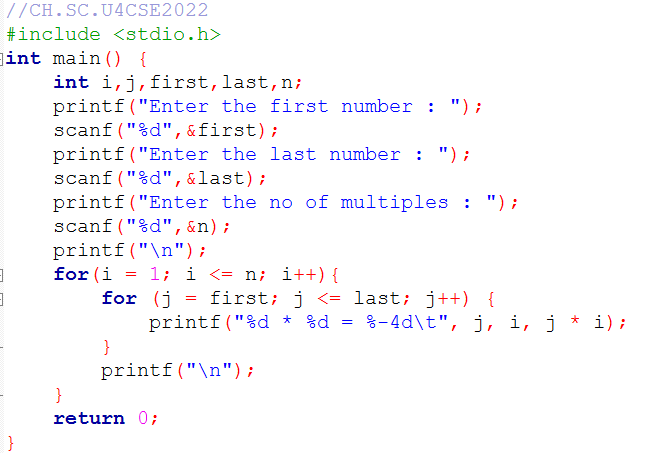 //CH.SC.U4CSE2022
#include <stdio.h>
int main() {
    int i,j,first,last,n;
    printf("Enter the first number : ");
    scanf("%d",&first);
    printf("Enter the last number : ");
    scanf("%d",&last);
    printf("Enter the no of multiples : ");
    scanf("%d",&n);
    printf("\n");
    for(i = 1; i <= n; i++){
        for (j = first; j <= last; j++) {
            printf("%d * %d = %-4d\t", j, i, j * i);
        }
        printf("\n");
    }
    return 0;
}